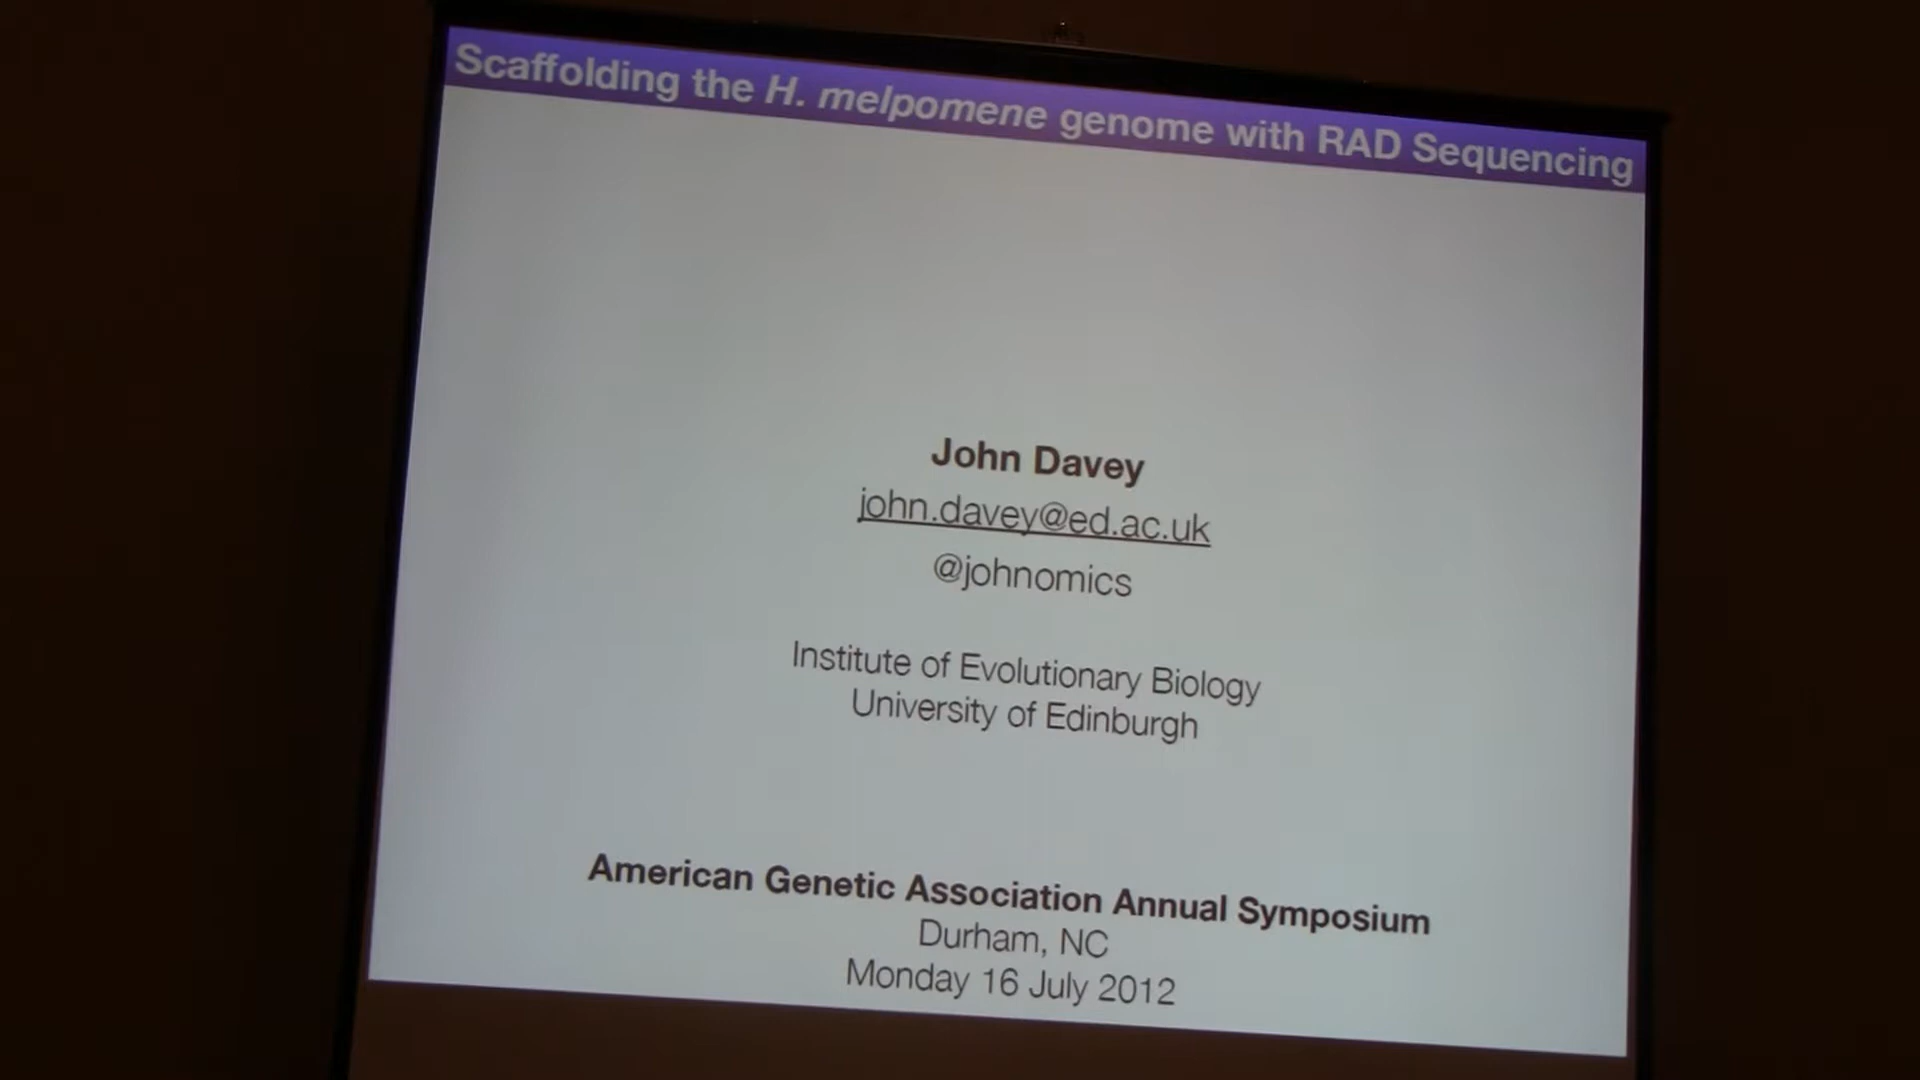 Scaffolding the H. melpomene genome with RAD Sequencing
John Davey
john.davey@ed.ac.uk
@johnomics
Institute of Evolutionary Biology
University of Edinburgh
American Genetic Association Annual Symposium
Durham, NC
Monday 16 July 2012